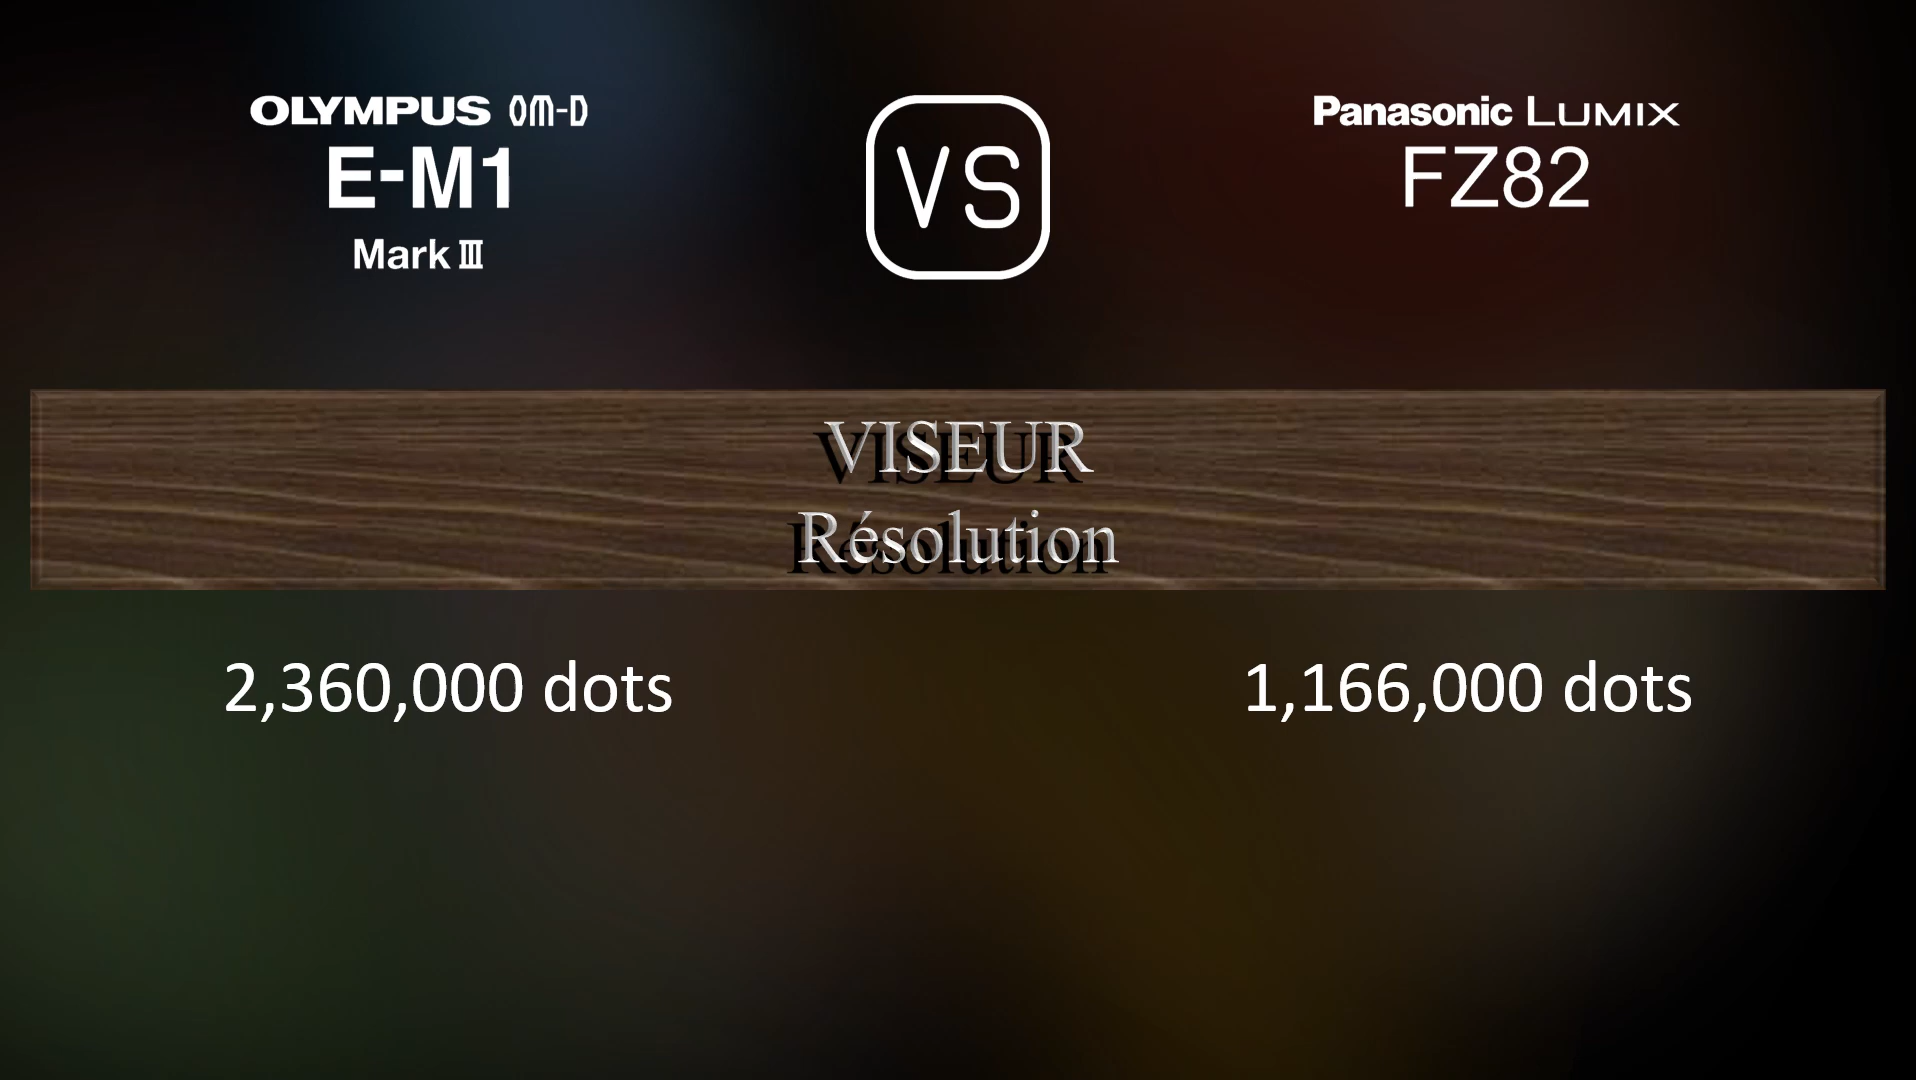 OLYMPUS OM-D
E-M1
Mark III
VS
Panasonic LUMIX
FZ82
VISEUR
Résolution
2,360,000 dots
1,166,000 dots